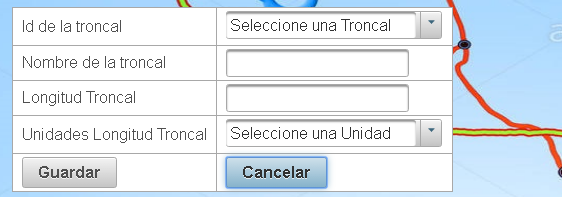 Id de la troncal Seleccione una Troncal
Nombre de la troncal
Longitud Troncal
Unidades Longitud Troncal Seleccione una Unidad
Guardar Cancelar